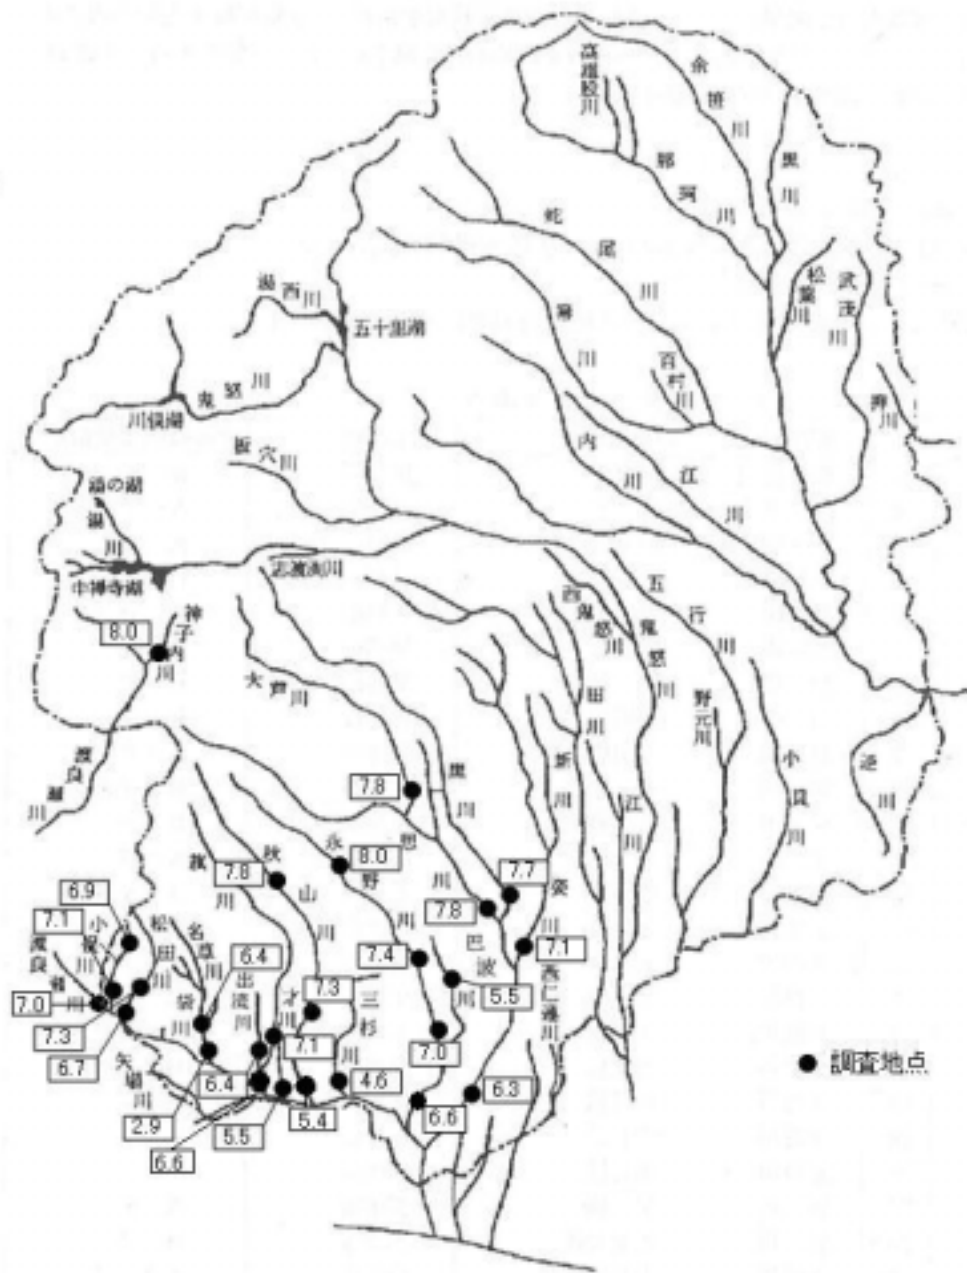 余笹川
黒川
那珂川
蛇尾川
松葉川
武茂川
湯西川
五十里湖
箒川
百村川
押川
鬼怒川
川俣湖
板穴川
内川
江川
湯の湖
湯川
中禅寺湖
志渡渕川
神子内川
8.0
西鬼怒川
鬼怒川
五行川
大芦川
田川
野元川
渡良瀬川
黒川
新川
江川
小貝川
逆川
7.8
思川
永野川
8.0
秋山川
7.8
旗川
7.7
7.8
姿川
6.9
7.1
小俣川
松田川
名草川
6.4
巴波川
7.4
7.1
渡良瀬川
出流川
5.5
西仁連川
7.0
7.3
才川
三杉川
7.3
袋川
7.1
7.0
6.7
矢場川
6.4
4.6
6.3
調査地点
2.9
5.5
5.4
6.6
6.6